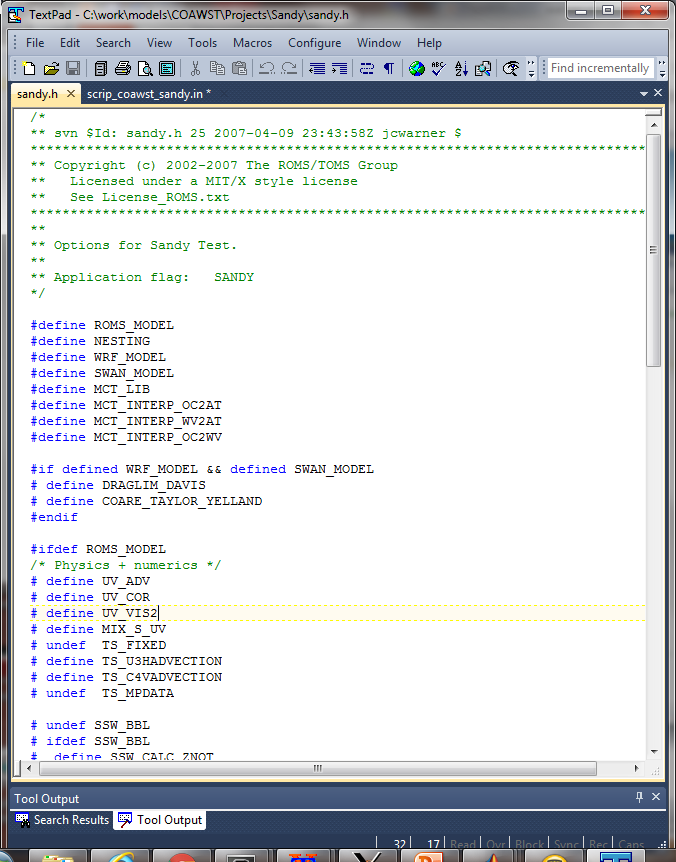 TextPad - C:\work\models\COAWST\Projects\Sandy\sandy.h
File Edit Search View Tools Macros Configure Window Help
Find incrementally
sandy.h scrip_coawst_sandy.in *
/*
** svn $Id: sandy.h 25 2007-04-09 23:43:58Z jcwarner $
*****************************************************************************
** Copyright (c) 2002-2007 The ROMS/TOMS Group
**   Licensed under a MIT/X style license
**   See License_ROMS.txt
*****************************************************************************
**
** Options for Sandy Test.
**
** Application flag:   SANDY
*/
#define ROMS_MODEL
#define NESTING
#define WRF_MODEL
#define SWAN_MODEL
#define MCT_LIB
#define MCT_INTERP_OC2AT
#define MCT_INTERP_WV2AT
#define MCT_INTERP_OC2WV
#if defined WRF_MODEL && defined SWAN_MODEL
# define DRAGLIM_DAVIS
# define COARE_TAYLOR_YELLAND
#endif
#ifdef ROMS_MODEL
/* Physics + numerics */
# define UV_ADV
# define UV_COR
# define UV_VIS2
# define MIX_S_UV
# undef  TS_FIXED
# define TS_U3HADVECTION
# define TS_C4VADVECTION
# undef  TS_MPDATA
# undef SSW_BBL
# ifdef SSW_BBL
#  define SSW_CALC_ZNOT
Tool Output
Search Results Tool Output
32 17 Read Ovr Block Sync Rec Caps